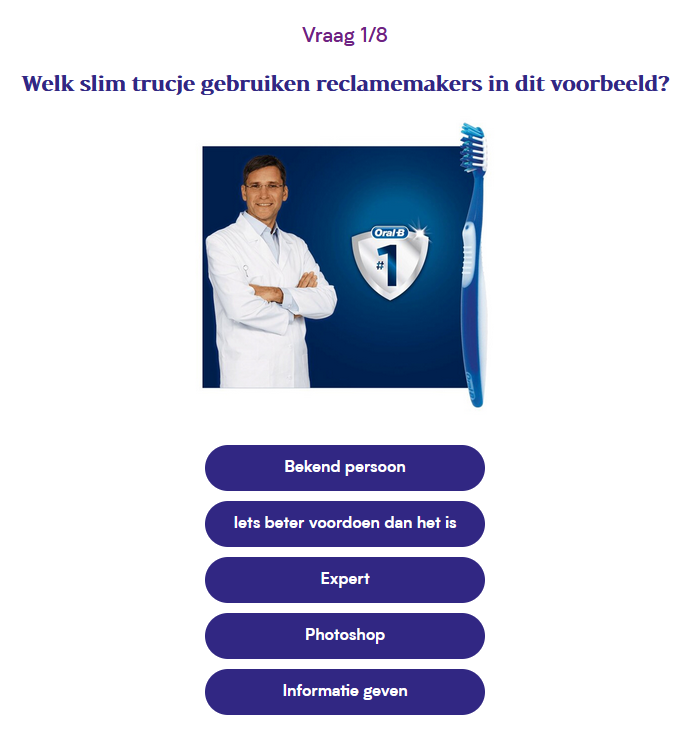 Vraag 1/8
Welk slim trucje gebruiken reclamemakers in dit voorbeeld?
Oral-B
#1
Bekend persoon
Iets beter voordoen dan het is
Expert
Photoshop
Informatie geven